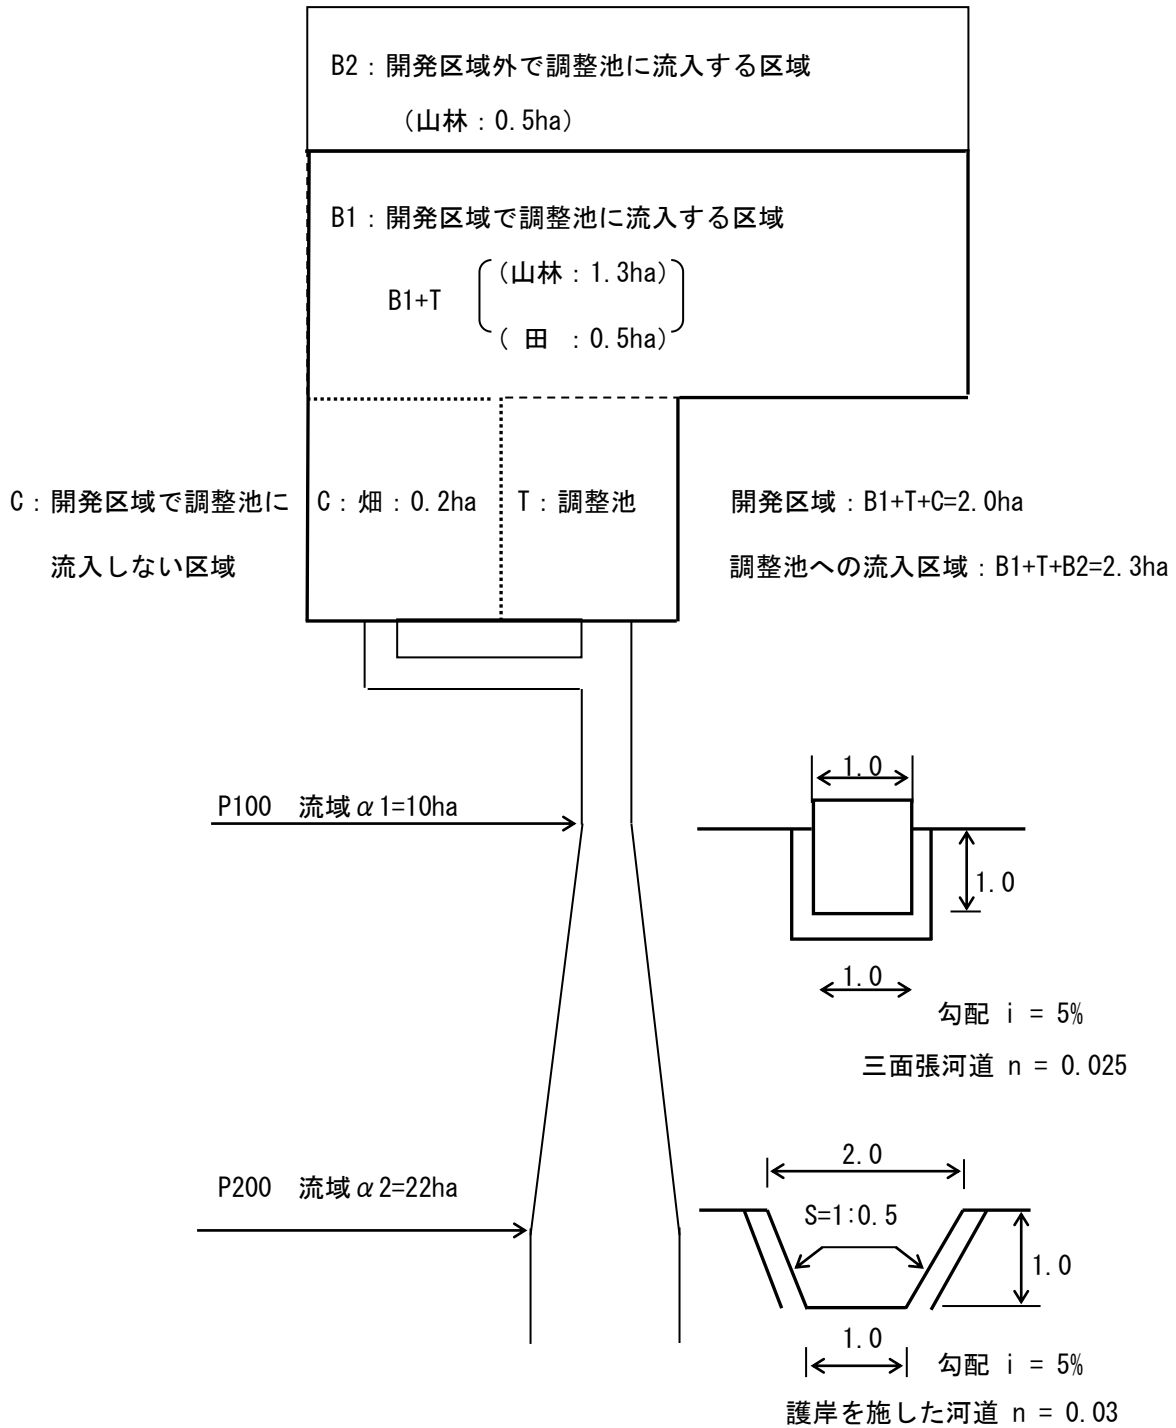 B2：開発区域外で調整池に流入する区域
（山林：0.5ha）
B1：開発区域で調整池に流入する区域
（山林：1.3ha）
B1+T
（ 田 ：0.5ha）
C：開発区域で調整池に
流入しない区域
C：畑：0.2ha
T：調整池
開発区域：B1+T+C=2.0ha
調整池への流入区域：B1+T+B2=2.3ha
P100 流域α1=10ha
1.0
1.0
1.0
勾配 i = 5%
三面張河道 n = 0.025
P200 流域α2=22ha
2.0
S=1:0.5
1.0
1.0
勾配 i = 5%
護岸を施した河道 n = 0.03